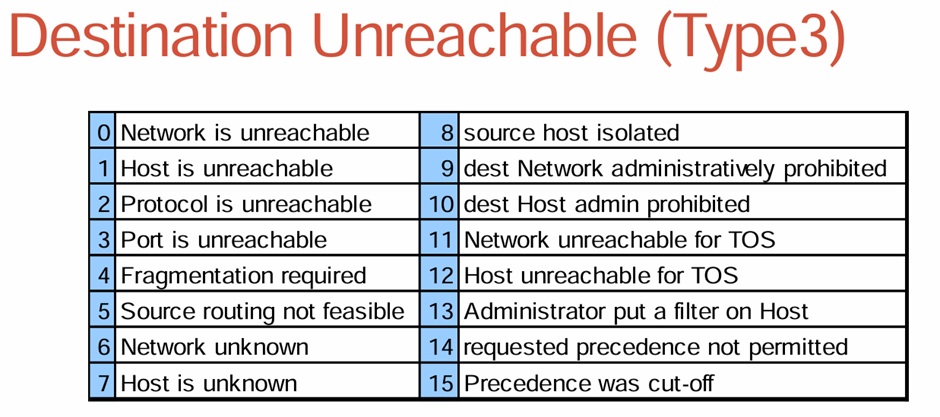 Destination Unreachable (Type3)
0 Network is unreachable 8 source host isolated
1 Host is unreachable 9 dest Network administratively prohibited
2 Protocol is unreachable 10 dest Host admin prohibited
3 Port is unreachable 11 Network unreachable for TOS
4 Fragmentation required 12 Host unreachable for TOS
5 Source routing not feasible 13 Administrator put a filter on Host
6 Network unknown 14 requested precedence not permitted
7 Host is unknown 15 Precedence was cut-off